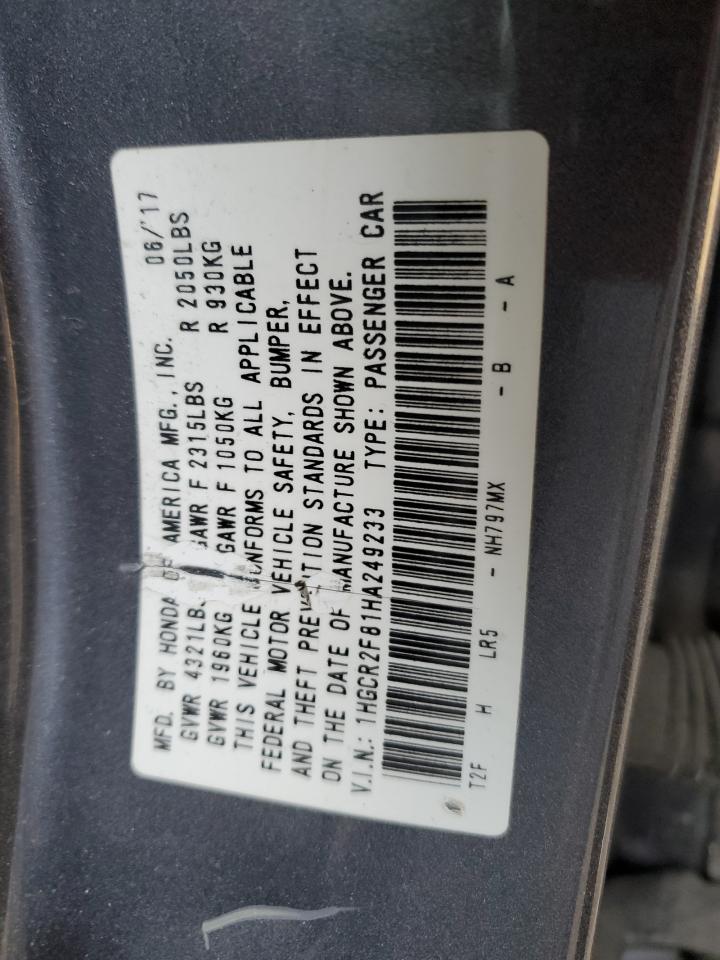 MFD. BY HONDA OF AMERICA MFG., INC. 06/'17
GVWR 4321LBS GAWR F 2315LBS R 2050LBS
GVWR 1960KG GAWR F 1050KG R 930KG
THIS VEHICLE CONFORMS TO ALL APPLICABLE
FEDERAL MOTOR VEHICLE SAFETY, BUMPER,
AND THEFT PREVENTION STANDARDS IN EFFECT
ON THE DATE OF MANUFACTURE SHOWN ABOVE.
V.I.N.: 1HGCR2F81HA249233 TYPE: PASSENGER CAR
T2F H LR5 - NH797MX - B - A